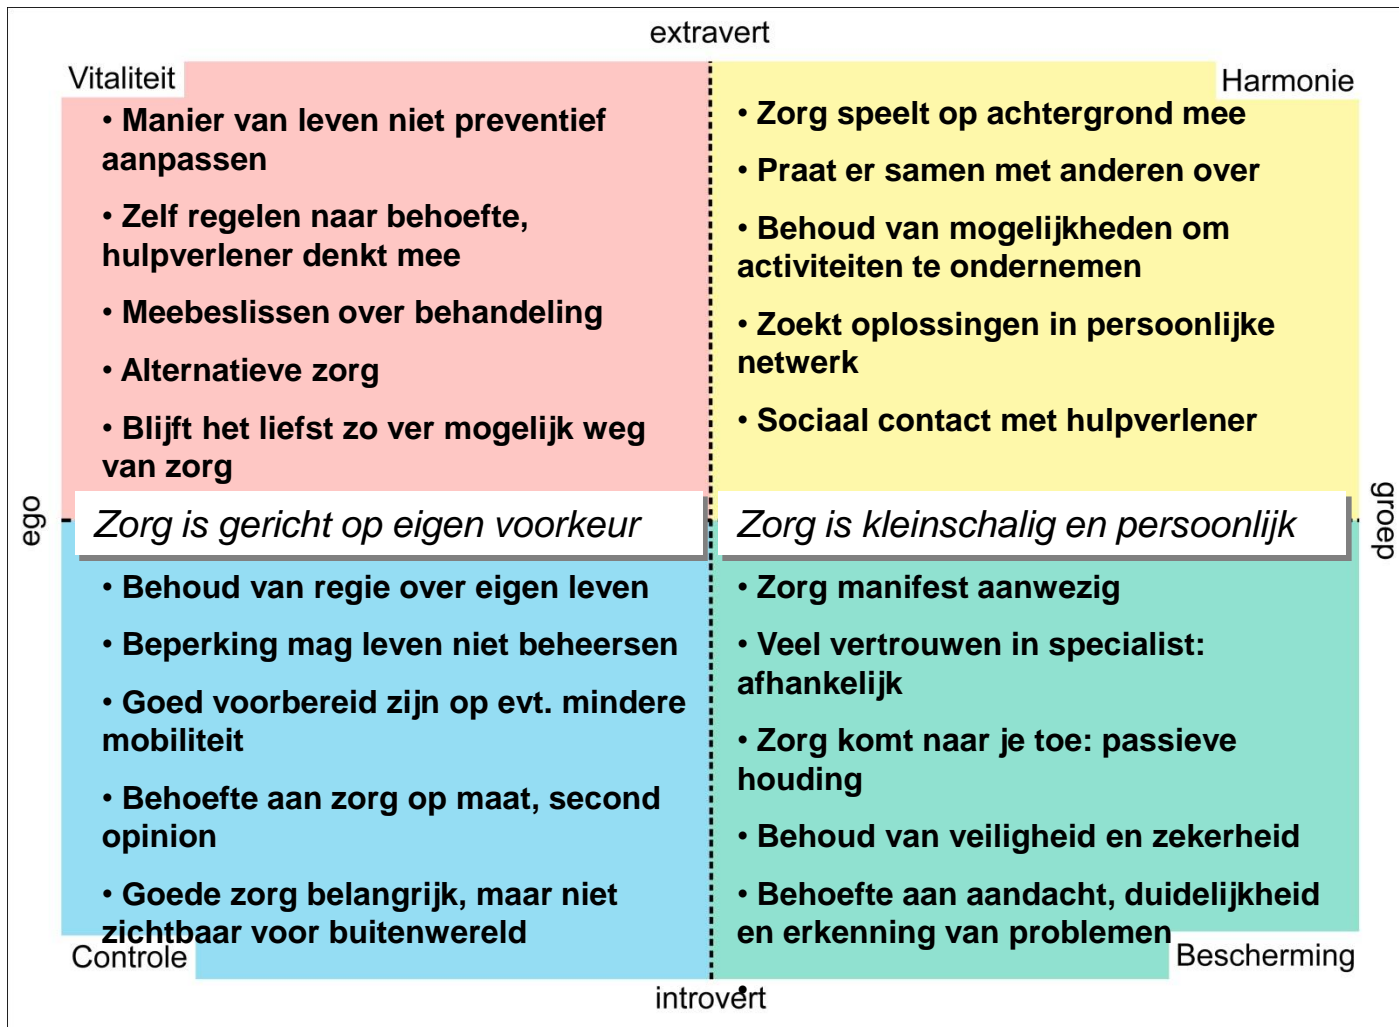 extravert
Vitaliteit
• Manier van leven niet preventief
aanpassen
• Zelf regelen naar behoefte,
hulpverlener denkt mee
• Meebeslissen over behandeling
• Alternatieve zorg
• Blijft het liefst zo ver mogelijk weg
van zorg
Harmonie
• Zorg speelt op achtergrond mee
• Praat er samen met anderen over
• Behoud van mogelijkheden om
activiteiten te ondernemen
• Zoekt oplossingen in persoonlijke
netwerk
• Sociaal contact met hulpverlener
ego
Zorg is gericht op eigen voorkeur
Zorg is kleinschalig en persoonlijk
groep
• Behoud van regie over eigen leven
• Beperking mag leven niet beheersen
• Goed voorbereid zijn op evt. mindere
mobiliteit
• Behoefte aan zorg op maat, second
opinion
• Goede zorg belangrijk, maar niet
zichtbaar voor buitenwereld
Controle
• Zorg manifest aanwezig
• Veel vertrouwen in specialist:
afhankelijk
• Zorg komt naar je toe: passieve
houding
• Behoud van veiligheid en zekerheid
• Behoefte aan aandacht, duidelijkheid
en erkenning van problemen
•
Bescherming
introvert